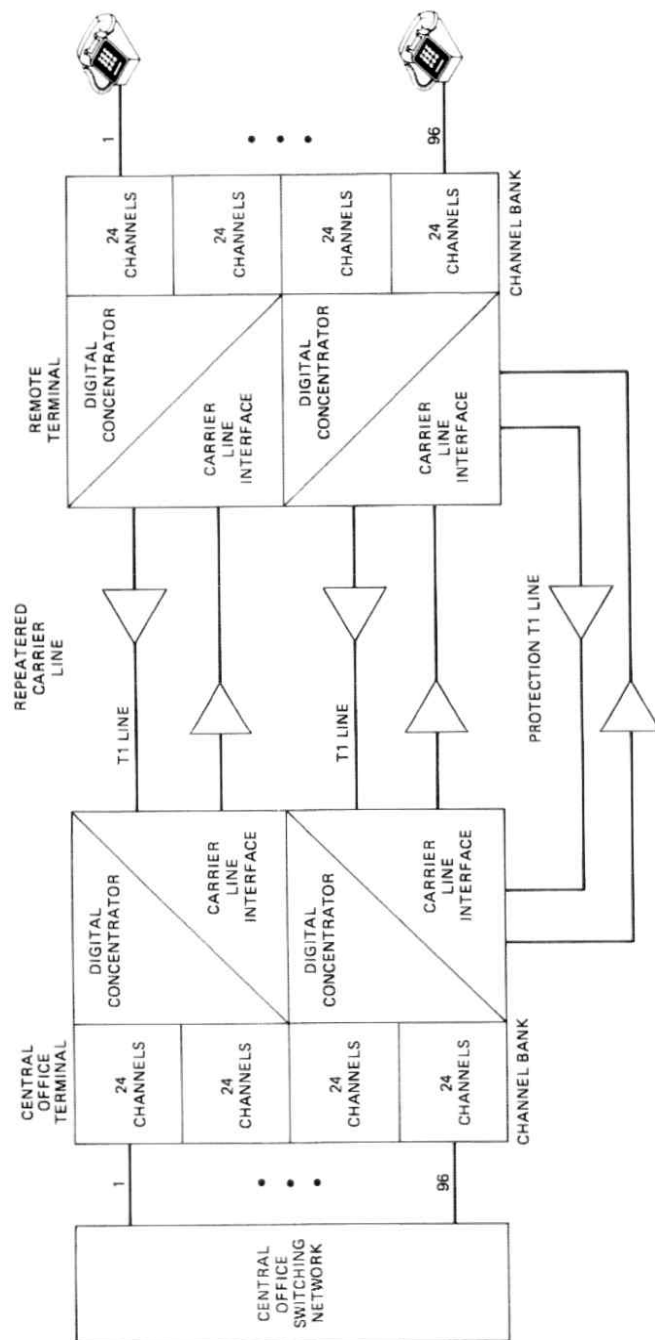 CENTRAL
OFFICE
SWITCHING
NETWORK
1
96
CENTRAL
OFFICE
TERMINAL
24
CHANNELS
24
CHANNELS
24
CHANNELS
24
CHANNELS
CHANNEL BANK
DIGITAL
CONCENTRATOR
CARRIER
LINE
INTERFACE
DIGITAL
CONCENTRATOR
CARRIER
LINE
INTERFACE
REPEATERED
CARRIER
LINE
T1 LINE
T1 LINE
PROTECTION T1 LINE
REMOTE
TERMINAL
DIGITAL
CONCENTRATOR
CARRIER
LINE
INTERFACE
DIGITAL
CONCENTRATOR
CARRIER
LINE
INTERFACE
24
CHANNELS
24
CHANNELS
24
CHANNELS
24
CHANNELS
CHANNEL BANK
1
96